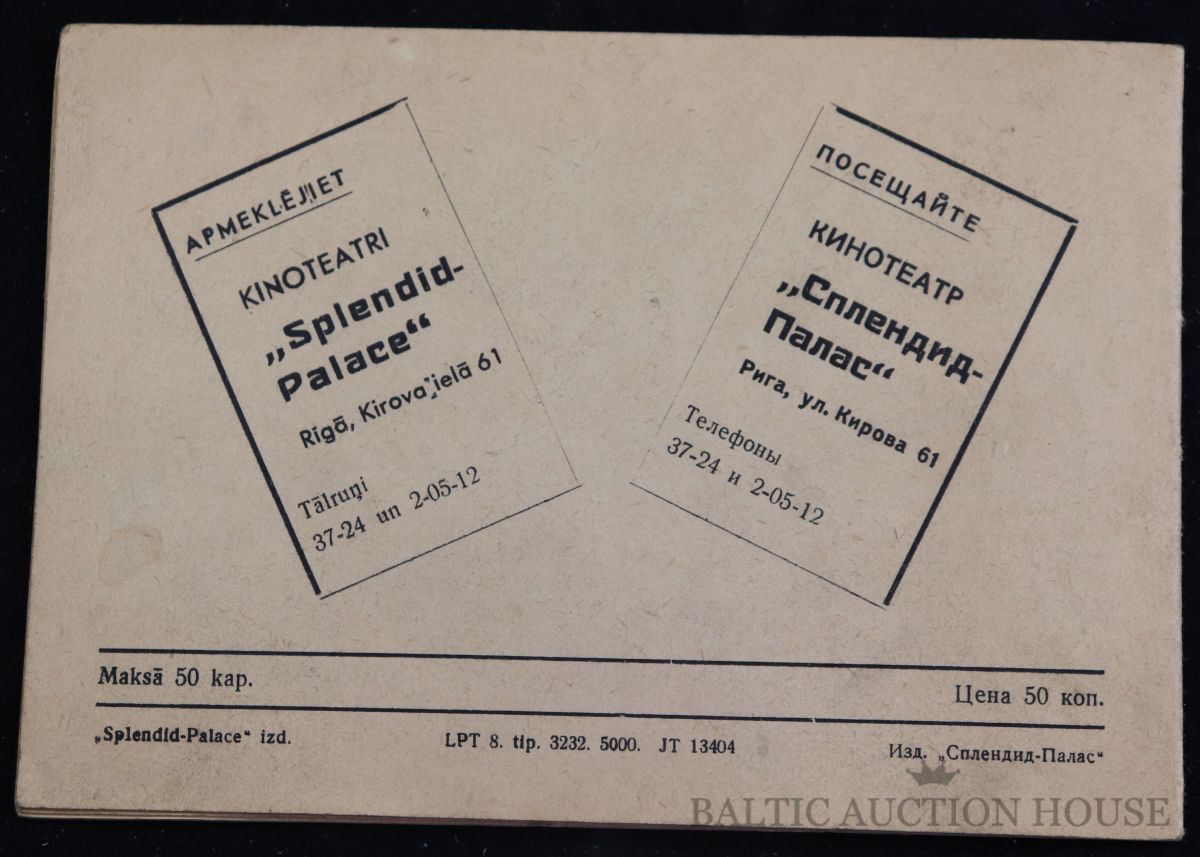 APMEKLĒJIET
KINOTEATRI
„Splendid-
Palace“
Rīgā, Kirova ielā 61
Tālruņi
37-24 un 2-05-12
ПОСЕЩАЙТЕ
КИНОТЕАТР
„Сплендид-
Палас“
Рига, ул. Кирова 61
Телефоны
37-24 и 2-05-12
Maksā 50 kap.
Цена 50 коп.
„Splendid-Palace“ izd.
LPT 8. tip. 3232. 5000. JT 13404
Изд. „Сплендид-Палас“
BALTIC AUCTION HOUSE